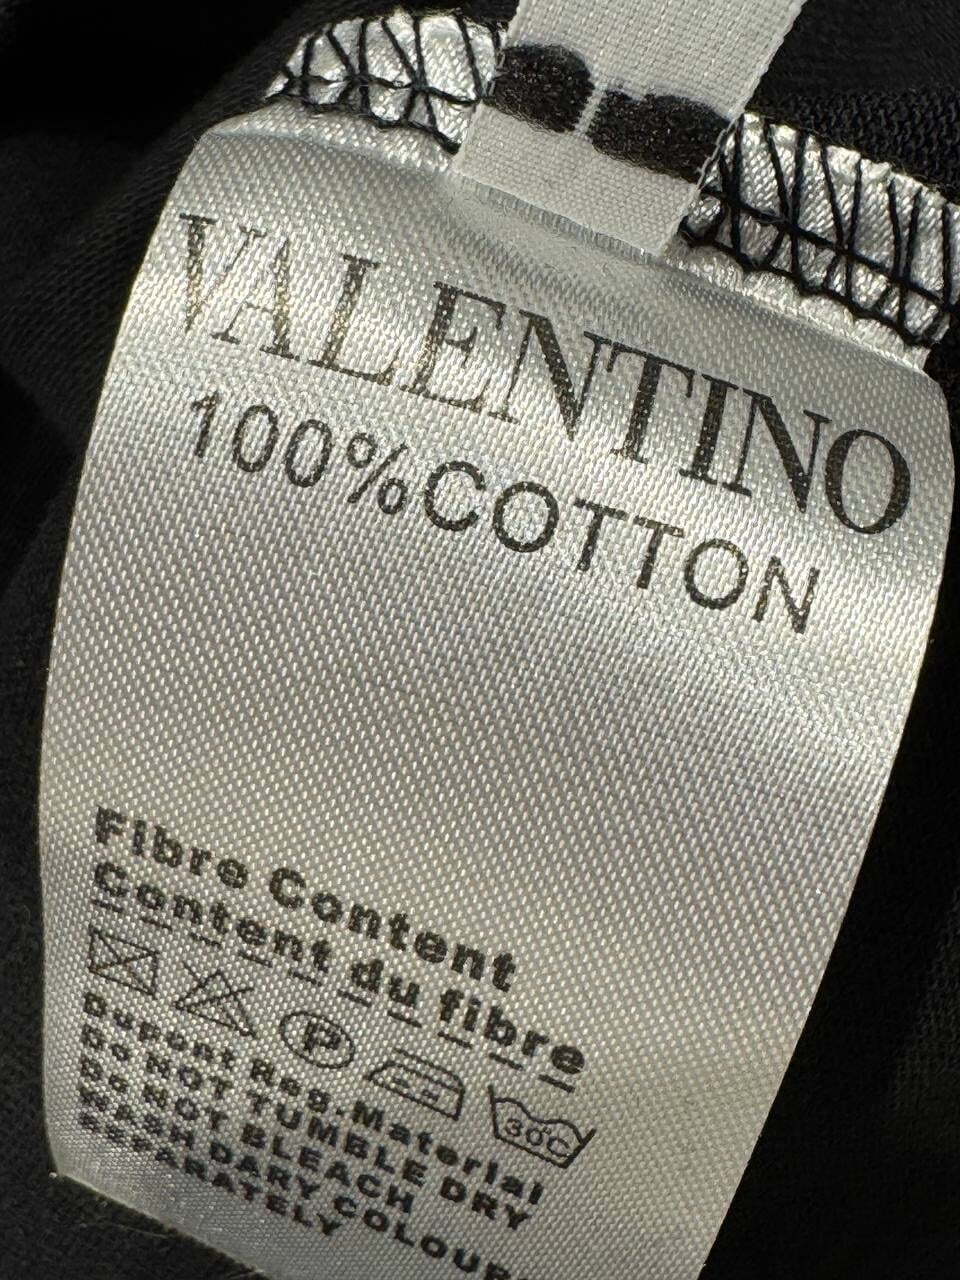 VALENTINO
100%COTTON
Fibre Content
Content du fibre
P
30C
DuPont Reg.Material
Do NOT TUMBLE DRY
Do NOT BLEACH
WASH DARY COLOUR
SEPARATELY